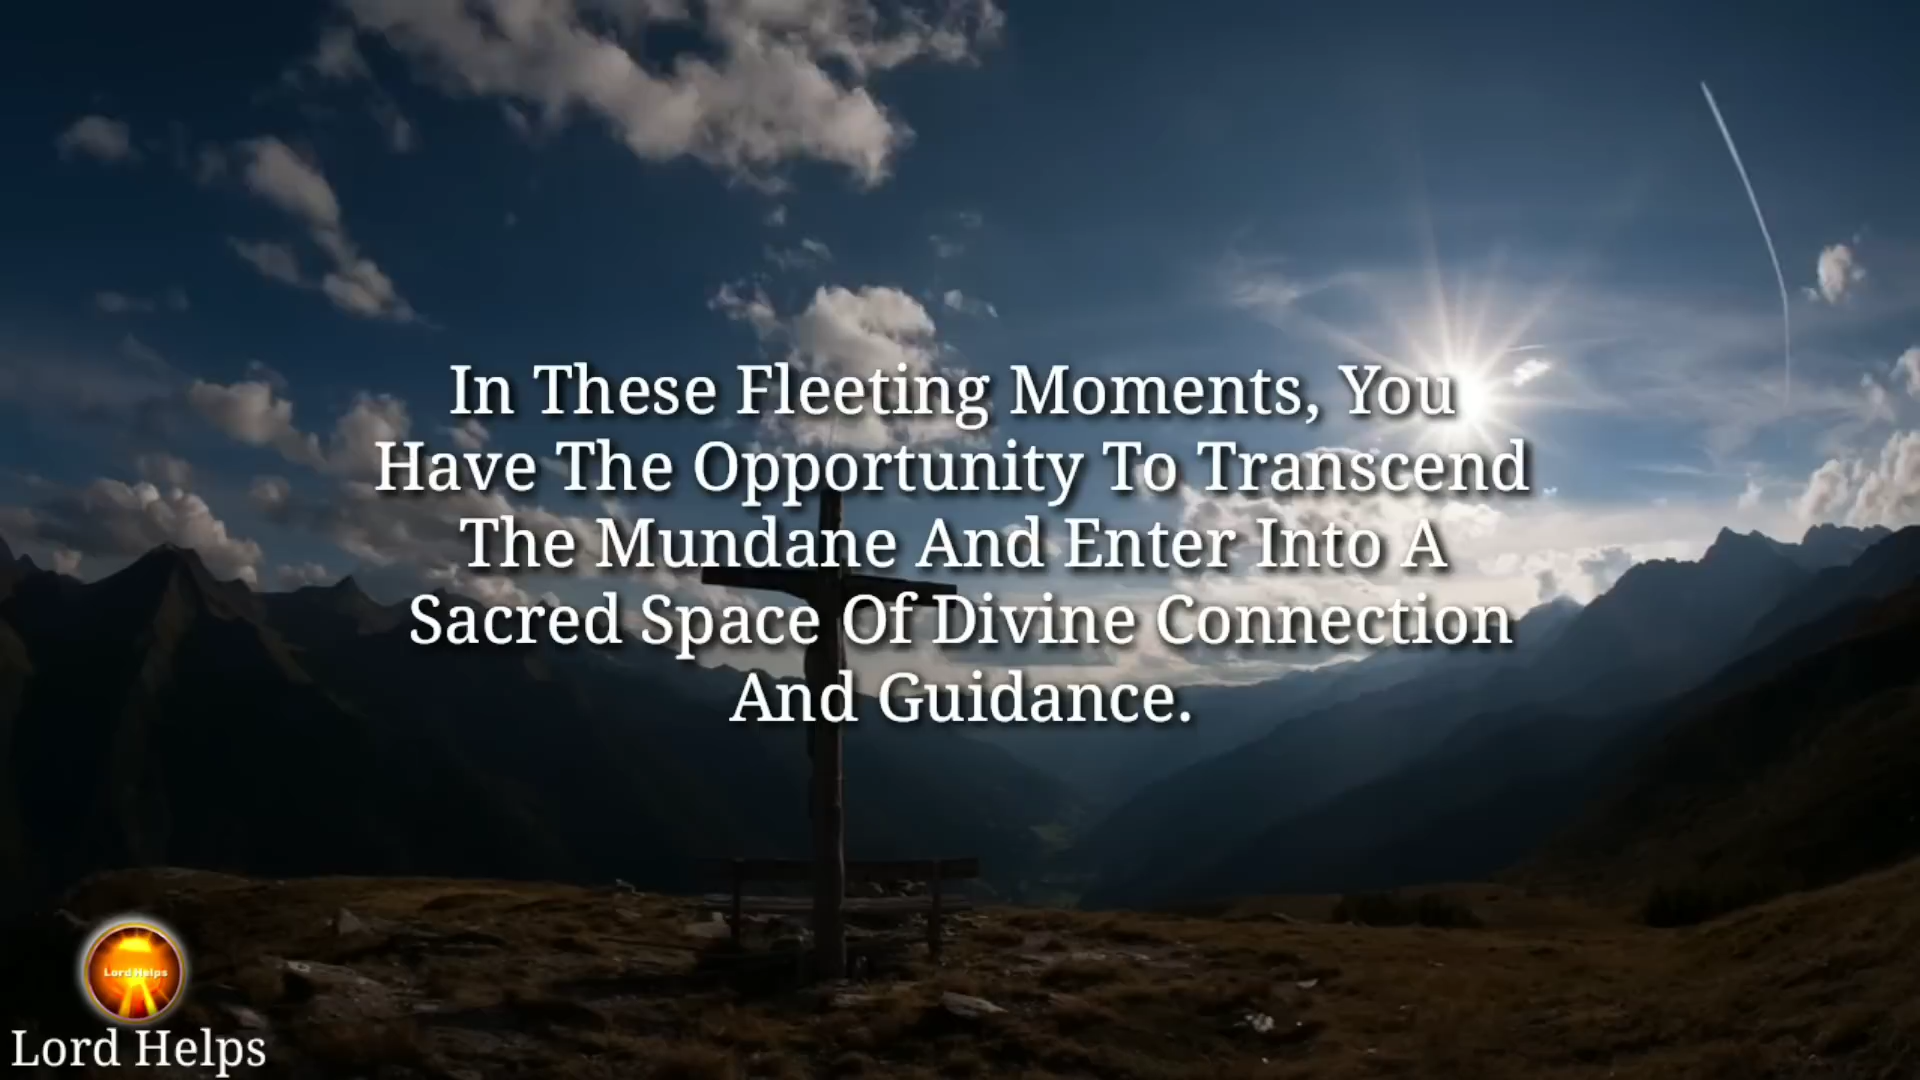 In These Fleeting Moments, You
Have The Opportunity To Transcend
The Mundane And Enter Into A
Sacred Space Of Divine Connection
And Guidance.
Lord Helps
Lord Helps